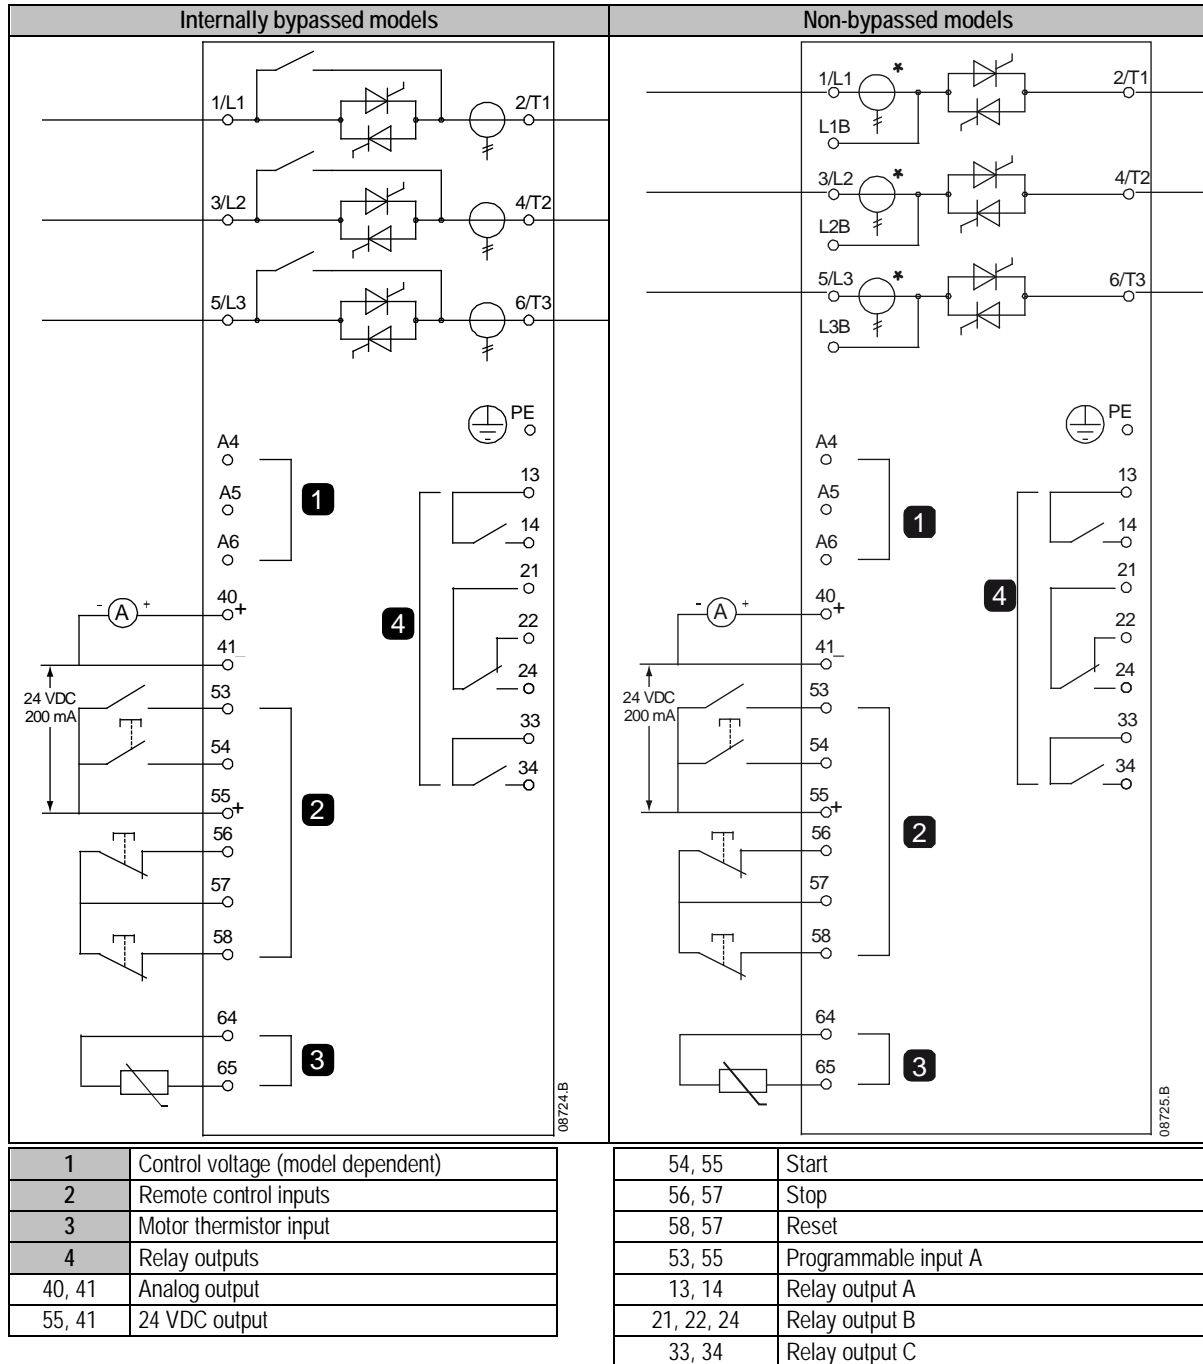 Internally bypassed models
1/L1
2/T1
3/L2
4/T2
5/L3
6/T3
PE
A4
A5
A6
1
13
14
21
22
24
33
34
4
- A +
40
+
41
–
24 VDC
200 mA
53
54
55
+
56
57
58
2
64
65
3
08724.B
Non-bypassed models
1/L1
*
2/T1
L1B
3/L2
*
4/T2
L2B
5/L3
*
6/T3
L3B
PE
A4
A5
A6
1
13
14
21
22
24
33
34
4
- A +
40
+
41
–
24 VDC
200 mA
53
54
55
+
56
57
58
2
64
65
3
08725.B
1 Control voltage (model dependent)
2 Remote control inputs
3 Motor thermistor input
4 Relay outputs
40, 41 Analog output
55, 41 24 VDC output
54, 55 Start
56, 57 Stop
58, 57 Reset
53, 55 Programmable input A
13, 14 Relay output A
21, 22, 24 Relay output B
33, 34 Relay output C